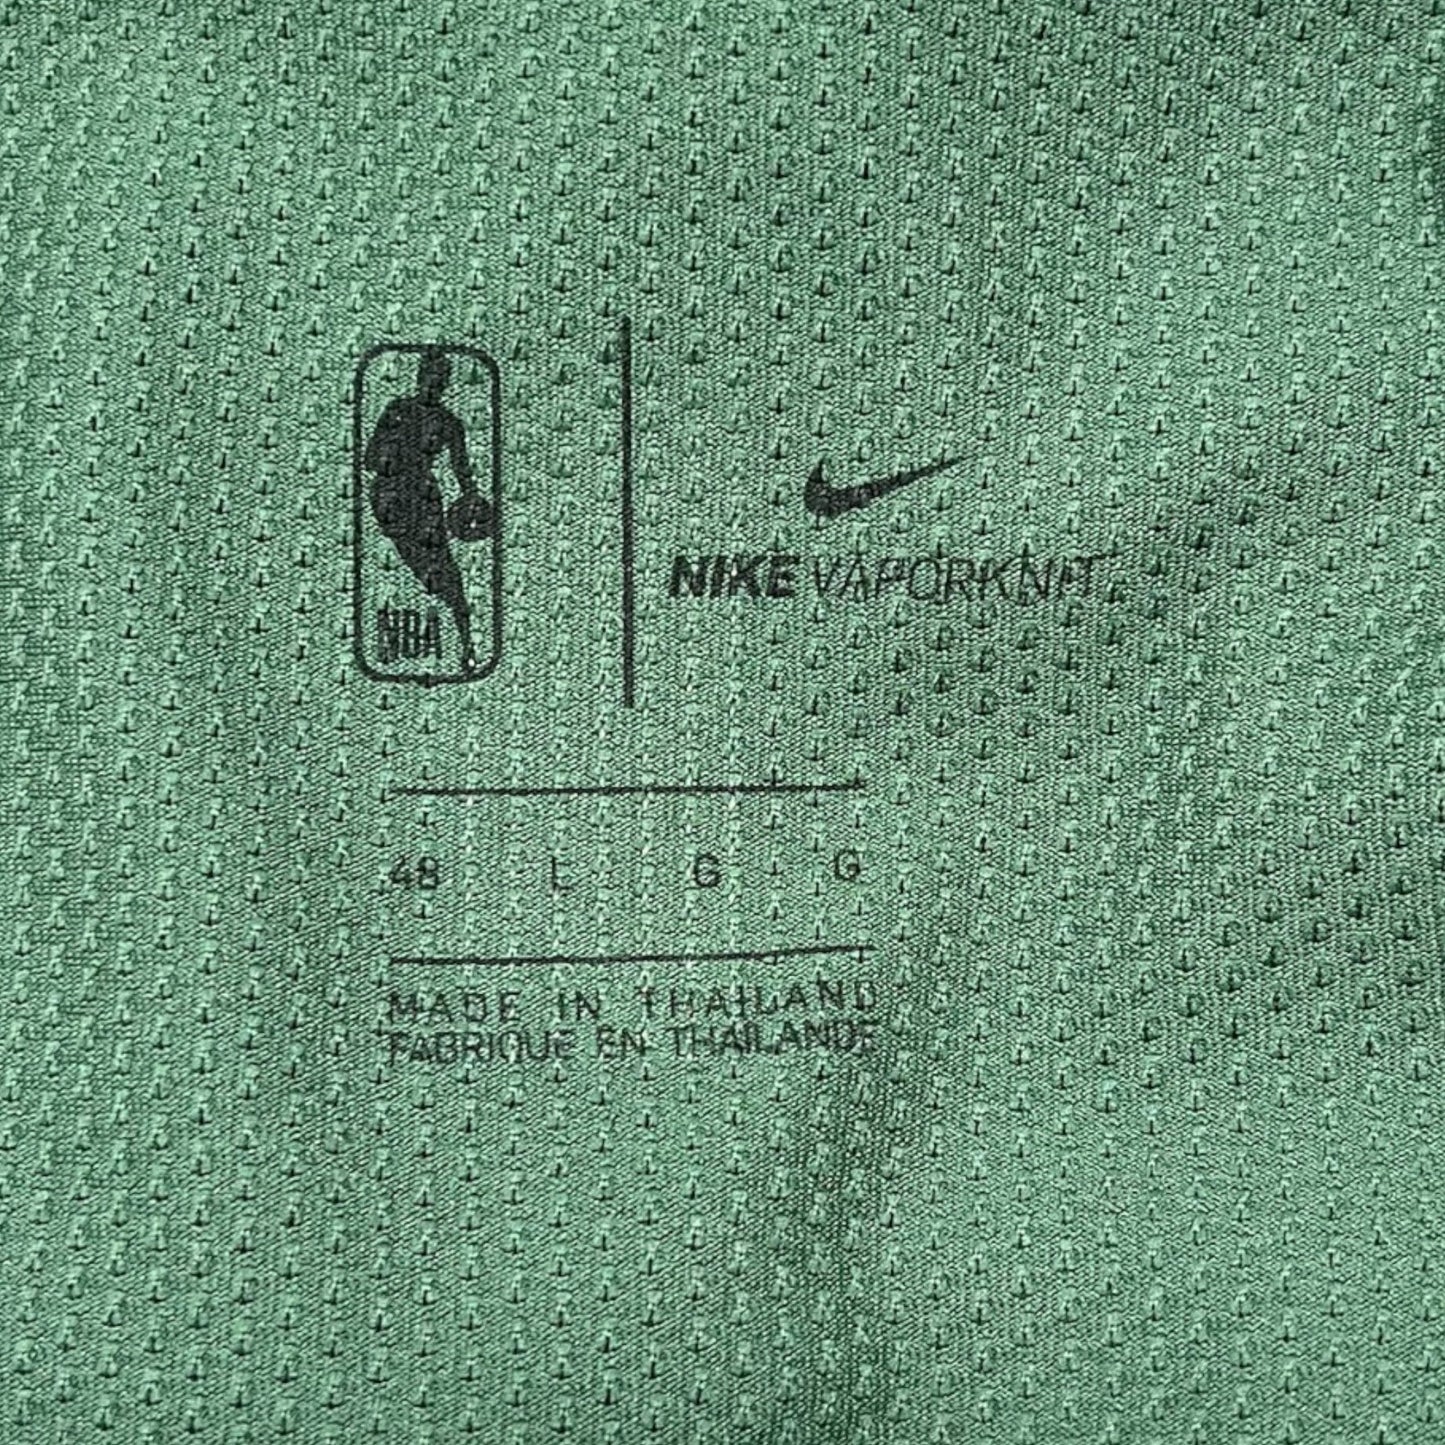 NBA
NIKE VAPORKNIT
48 L G G
MADE IN THAILAND
FABRIQUE EN THAILANDE